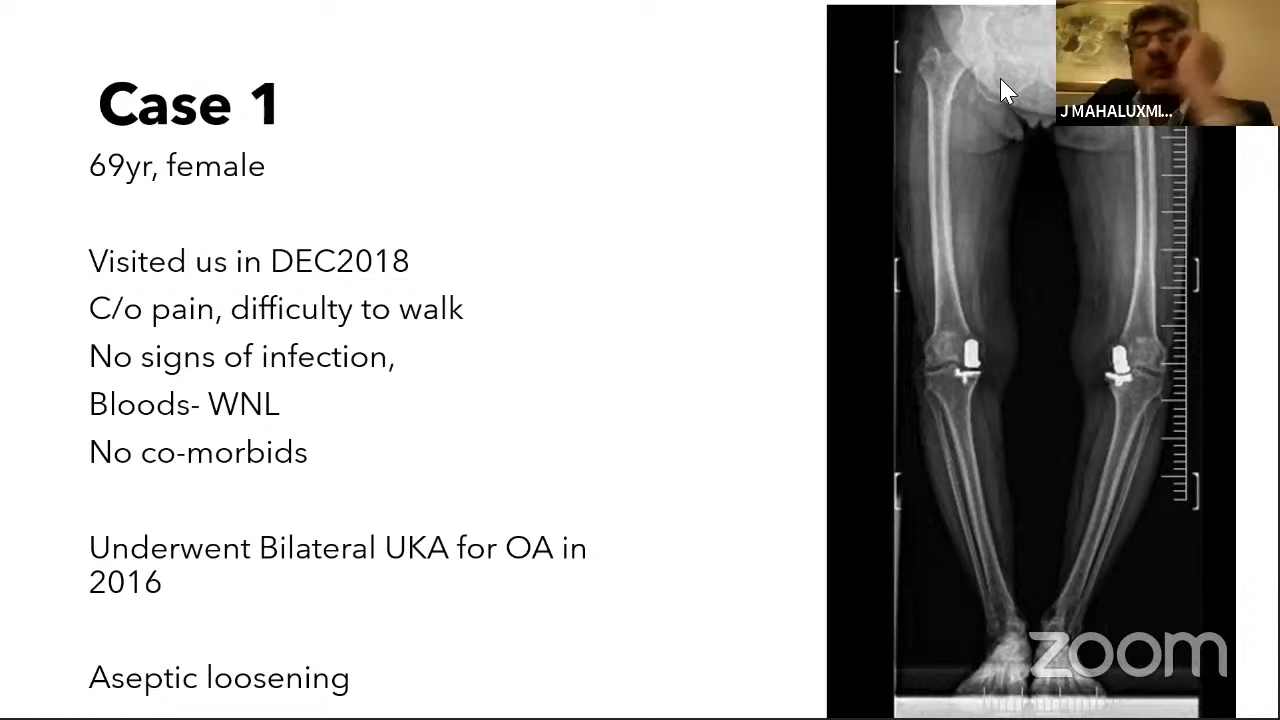 Case 1
69yr, female
Visited us in DEC2018
C/o pain, difficulty to walk
No signs of infection,
Bloods- WNL
No co-morbids
Underwent Bilateral UKA for OA in
2016
Aseptic loosening
J MAHALUXMI...
zoom